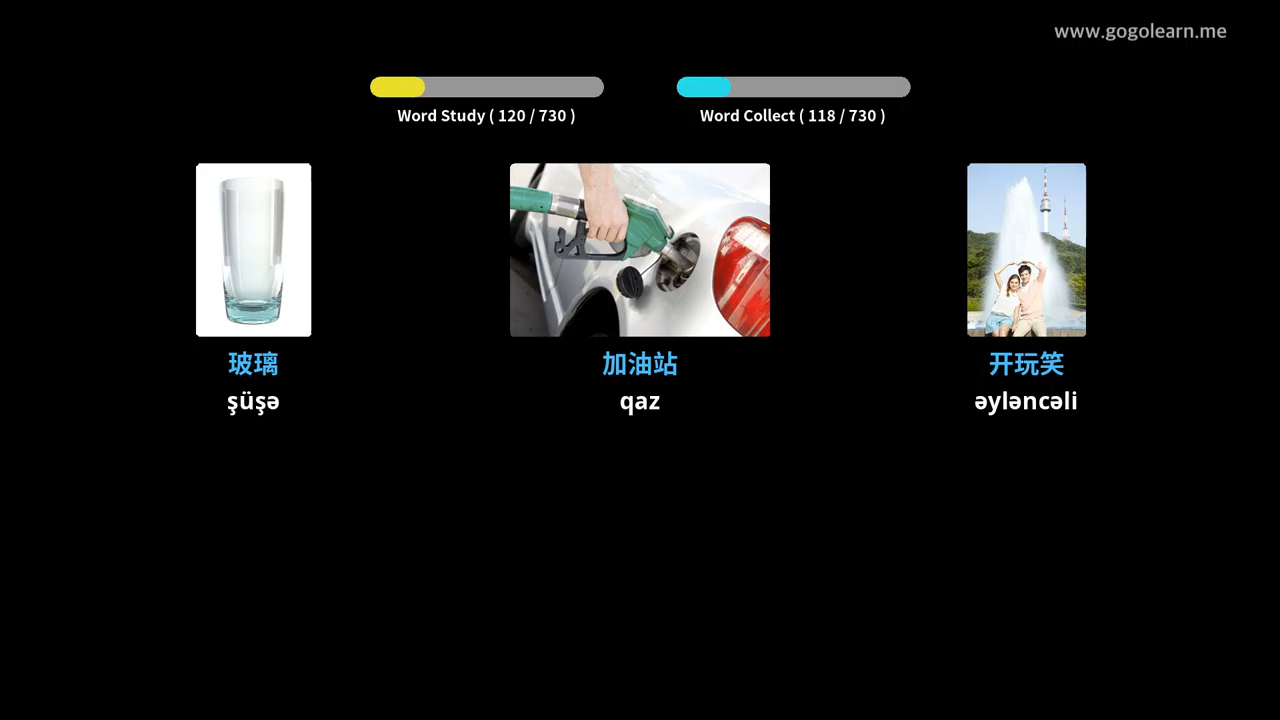 www.gogolearn.me
Word Study ( 120 / 730 )
Word Collect ( 118 / 730 )
玻璃
加油站
开玩笑
şüşə
qaz
əyləncəli